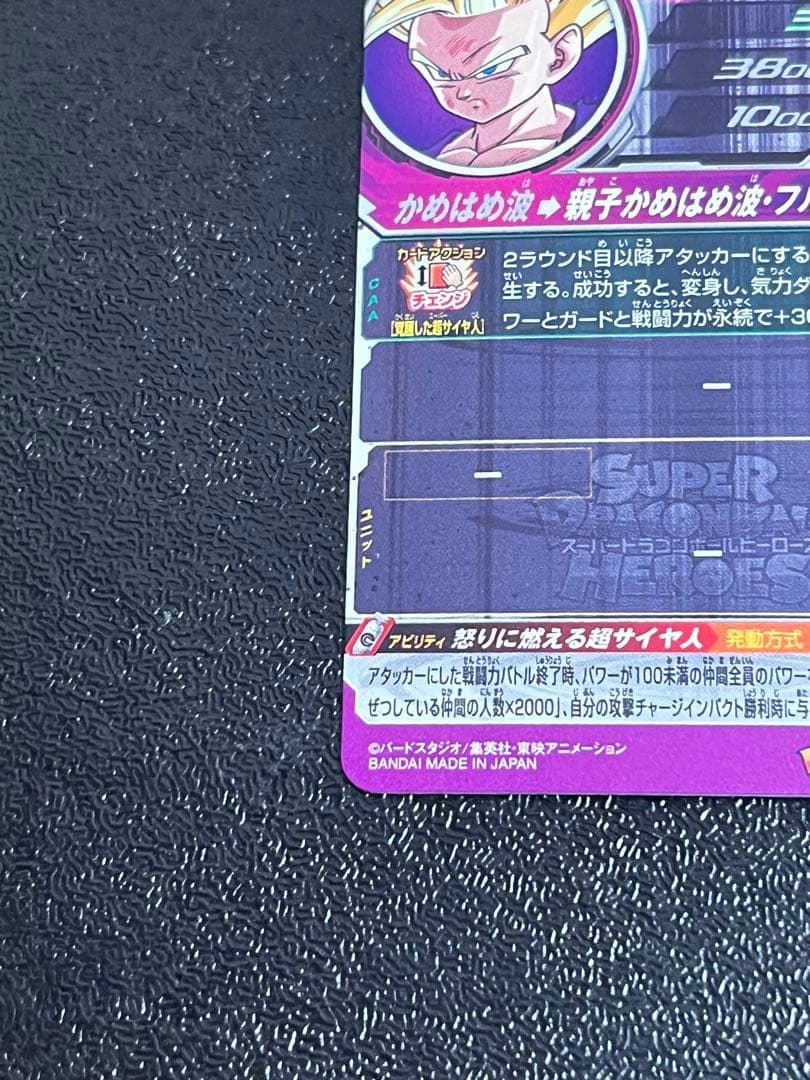 380
100
かめはめ波➡親子かめはめ波・フ
カードアクション
チェンジ
[覚醒した超サイヤ人]
CAA
2ラウンド目以降アタッカーにする
生する。成功すると、変身し、気力ダ
ワーとガードと戦闘力が永続で+3
ー
ー
ユニット
SUPER
DRAGON BALL
スーパードラゴンボールヒーロー
HEROES
ー
アビリティ 怒りに燃える超サイヤ人 発動方式
アタッカーにした戦闘力バトル終了時、パワーが100未満の仲間全員のパワーを
ぜつしている仲間の人数×2000」、自分の攻撃チャージインパクト勝利時に与
©バードスタジオ/集英社・東映アニメーション
BANDAI MADE IN JAPAN